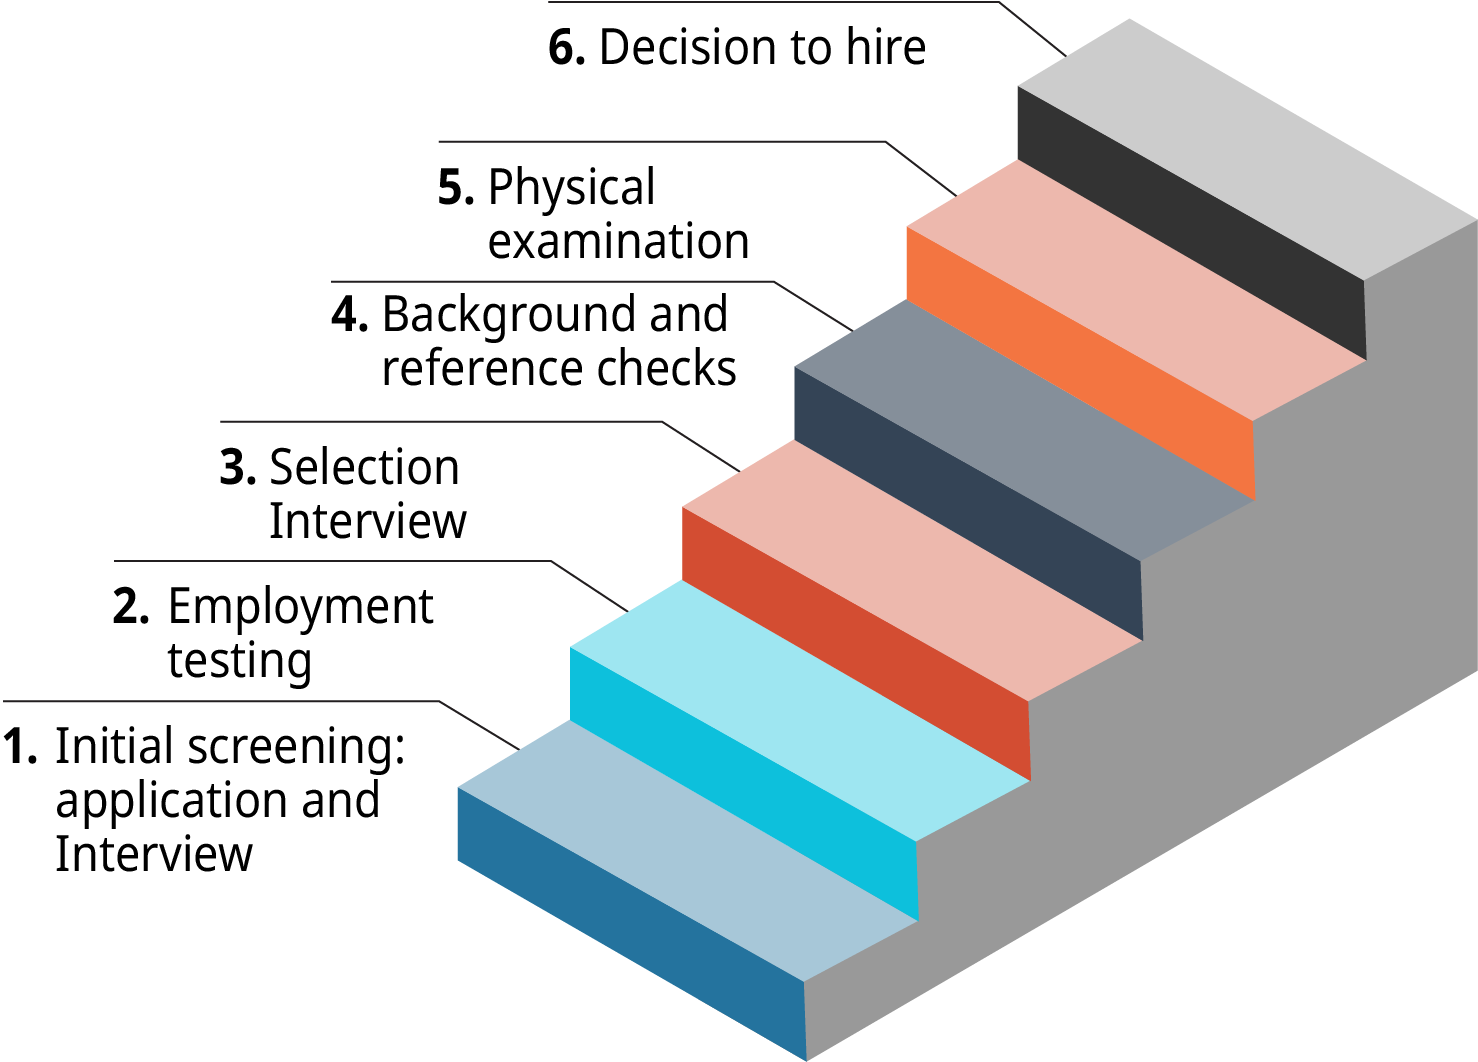 6. Decision to hire
5. Physical
examination
4. Background and
reference checks
3. Selection
Interview
2. Employment
testing
1. Initial screening:
application and
Interview